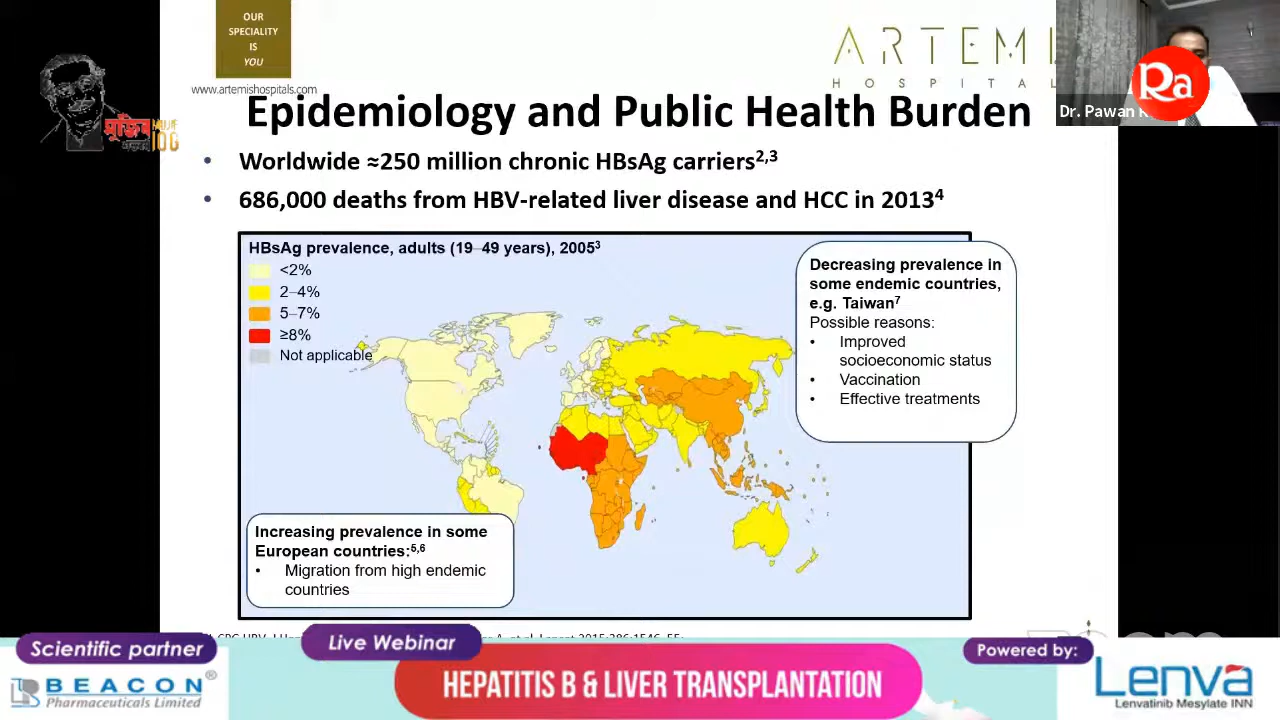 OUR
SPECIALITY
IS
YOU
www.artemishospitals.com
ARTEMI
HOSPITAL
Ra
Dr. Pawan
মুজিব
100
Epidemiology and Public Health Burden
• Worldwide ≈250 million chronic HBsAg carriers2,3
• 686,000 deaths from HBV-related liver disease and HCC in 20134
HBsAg prevalence, adults (19–49 years), 20053
<2%
2–4%
5–7%
≥8%
Not applicable
Decreasing prevalence in
some endemic countries,
e.g. Taiwan7
Possible reasons:
• Improved
socioeconomic status
• Vaccination
• Effective treatments
Increasing prevalence in some
European countries:5,6
• Migration from high endemic
countries
Scientific partner
BEACON®
Pharmaceuticals Limited
Live Webinar
HEPATITIS B & LIVER TRANSPLANTATION
Powered by:
Lenva
Lenvatinib Mesylate INN